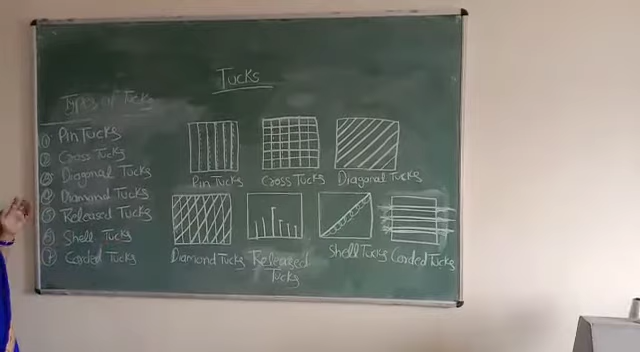 Tucks
Types of Tucks
① Pin Tucks
② Cross Tucks
③ Diagonal Tucks
④ Diamond Tucks
⑤ Released Tucks
⑥ Shell Tucks
⑦ Corded Tucks
Pin Tucks Cross Tucks Diagonal Tucks
Damond Tucks Released Tucks Shell Tucks Corded Tucks